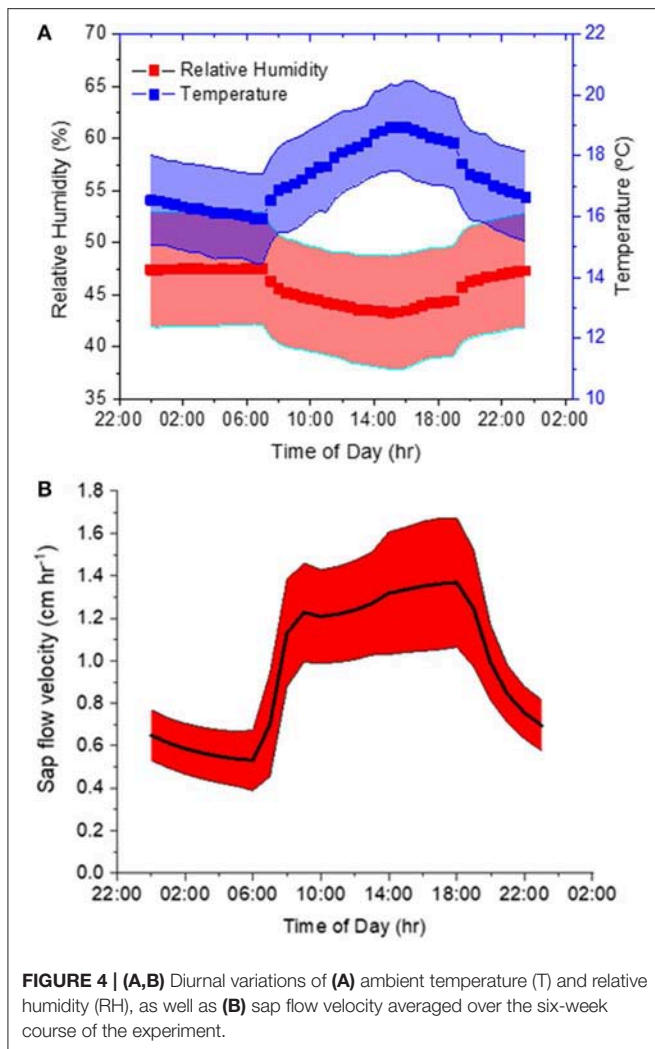 A
70
65
60
55
50
45
40
35
Relative Humidity (%)
Relative Humidity
Temperature
22
20
18
16
14
12
11
10
Temperature (ºC)
22:00 02:00 06:00 10:00 14:00 18:00 22:00 02:00
Time of Day (hr)
B
1.8
1.6
1.4
1.2
1.0
0.8
0.6
0.4
0.2
0.0
Sap flow velocity (cm hr⁻¹)
22:00 02:00 06:00 10:00 14:00 18:00 22:00 02:00
Time of Day (hr)
FIGURE 4 | (A,B) Diurnal variations of (A) ambient temperature (T) and relative
humidity (RH), as well as (B) sap flow velocity averaged over the six-week
course of the experiment.